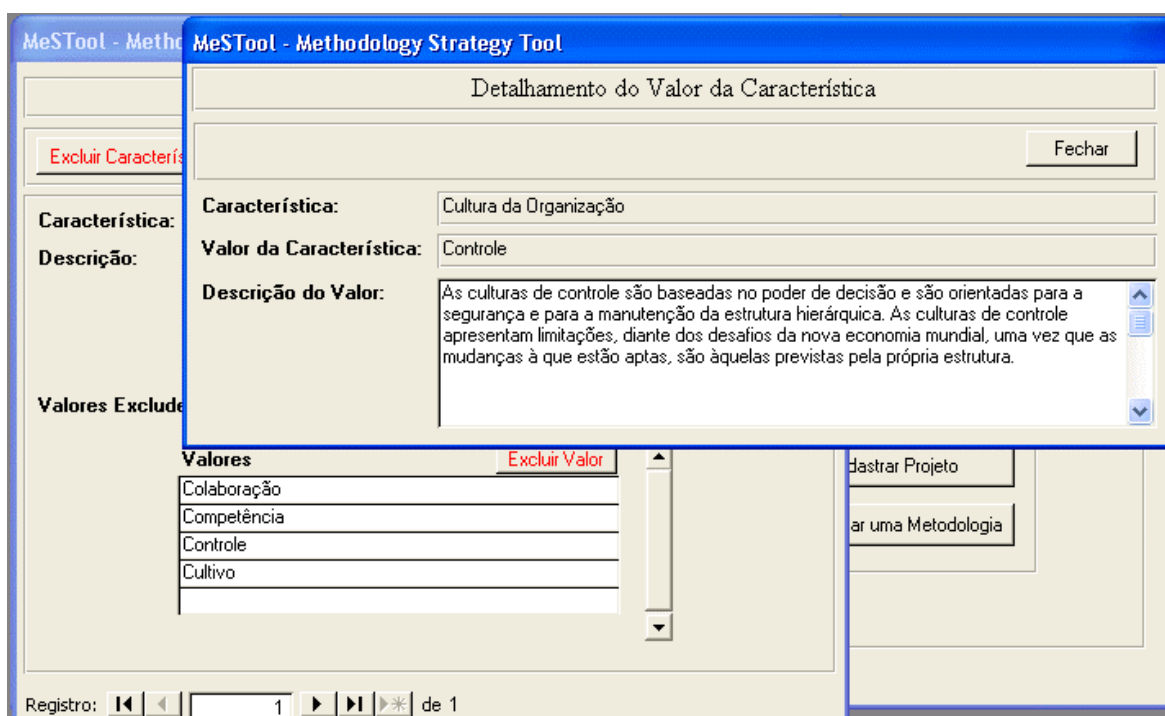 MeSTool - Metho
MeSTool - Methodology Strategy Tool
Detalhamento do Valor da Característica
Fechar
Excluir Caracterís
Característica:
Cultura da Organização
Valor da Característica:
Controle
Descrição do Valor:
As culturas de controle são baseadas no poder de decisão e são orientadas para a
segurança e para a manutenção da estrutura hierárquica. As culturas de controle
apresentam limitações, diante dos desafios da nova economia mundial, uma vez que as
mudanças à que estão aptas, são àquelas previstas pela própria estrutura.
Característica:
Descrição:
Valores Exclude
Valores
Excluir Valor
Colaboração
Competência
Controle
Cultivo
dastrar Projeto
ar uma Metodologia
Registro: 1 de 1